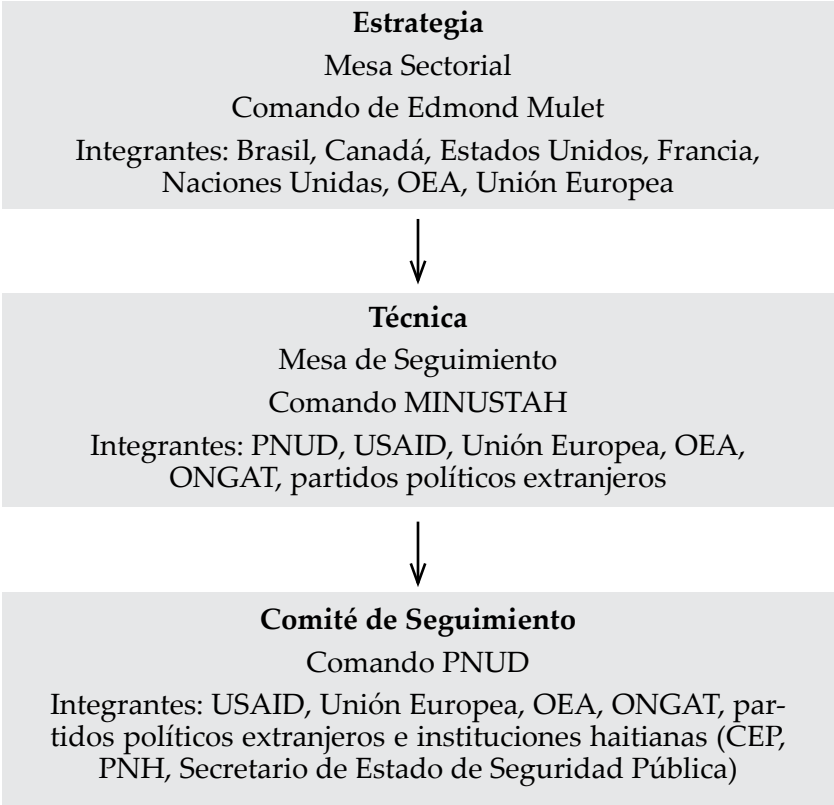 Estrategia
Mesa Sectorial
Comando de Edmond Mulet
Integrantes: Brasil, Canadá, Estados Unidos, Francia,
Naciones Unidas, OEA, Unión Europea
Técnica
Mesa de Seguimiento
Comando MINUSTAH
Integrantes: PNUD, USAID, Unión Europea, OEA,
ONGAT, partidos políticos extranjeros
Comité de Seguimiento
Comando PNUD
Integrantes: USAID, Unión Europea, OEA, ONGAT, par-
tidos políticos extranjeros e instituciones haitianas (CEP,
PNH, Secretario de Estado de Seguridad Pública)